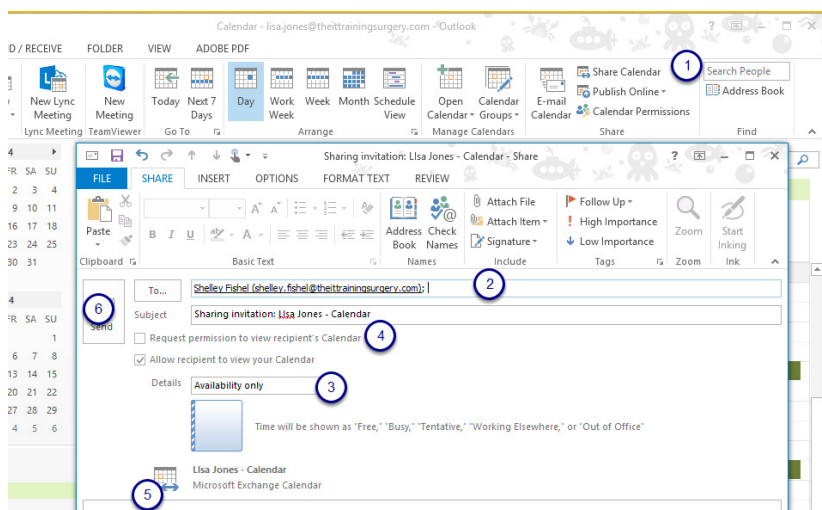 Calendar - lisa.jones@theittrainingsurgery.com - Outlook
?
D / RECEIVE FOLDER VIEW ADOBE PDF
New Lync Meeting
New Meeting
Today
Next 7 Days
Day
Work Week
Week
Month
Schedule View
Open Calendar
Calendar Groups
E-mail Calendar
Share Calendar
Publish Online
Calendar Permissions
1
Search People
Address Book
Lync Meeting TeamViewer Go To Arrange Manage Calendars Share Find
4
FR SA SU
2 3 4
9 10 11
16 17 18
23 24 25
30 31
4
FR SA SU
1
6 7 8
13 14 15
20 21 22
27 28 29
4 5 6
Sharing invitation: LIsa Jones - Calendar - Share
?
FILE SHARE INSERT OPTIONS FORMAT TEXT REVIEW
Paste
B I U aby A
A A
Address Book
Check Names
Attach File
Attach Item
Signature
Follow Up
! High Importance
Low Importance
Zoom
Start Inking
Clipboard Basic Text Names Include Tags Zoom Ink
6
Send
To... Shelley Fishel (shelley.fishel@theittrainingsurgery.com);
2
Subject Sharing invitation: LIsa Jones - Calendar
Request permission to view recipient's Calendar
4
Allow recipient to view your Calendar
Details Availability only
3
Time will be shown as "Free," "Busy," "Tentative," "Working Elsewhere," or "Out of Office"
LIsa Jones - Calendar
Microsoft Exchange Calendar
5